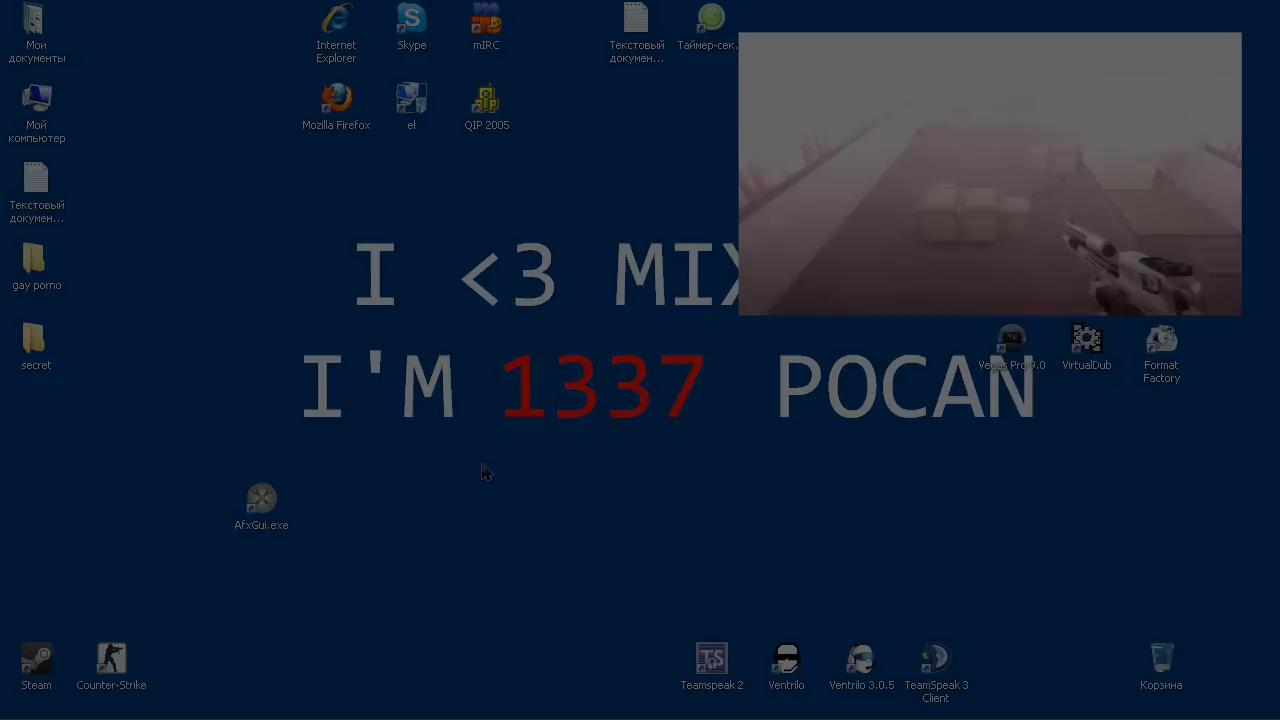 Мои
документы
Internet
Explorer
Skype
mIRC
Текстовый
докумен...
Таймер-сек.
Мой
компьютер
Mozilla Firefox
el
QIP 2005
Текстовый
докумен...
gay porno
secret
I <3 MIX
I'M 1337 POCAN
Vegas Pro 9.0
VirtualDub
Format
Factory
AfxGui.exe
Steam
Counter-Strike
Teamspeak 2
Ventrilo
Ventrilo 3.0.5
TeamSpeak 3
Client
Корзина